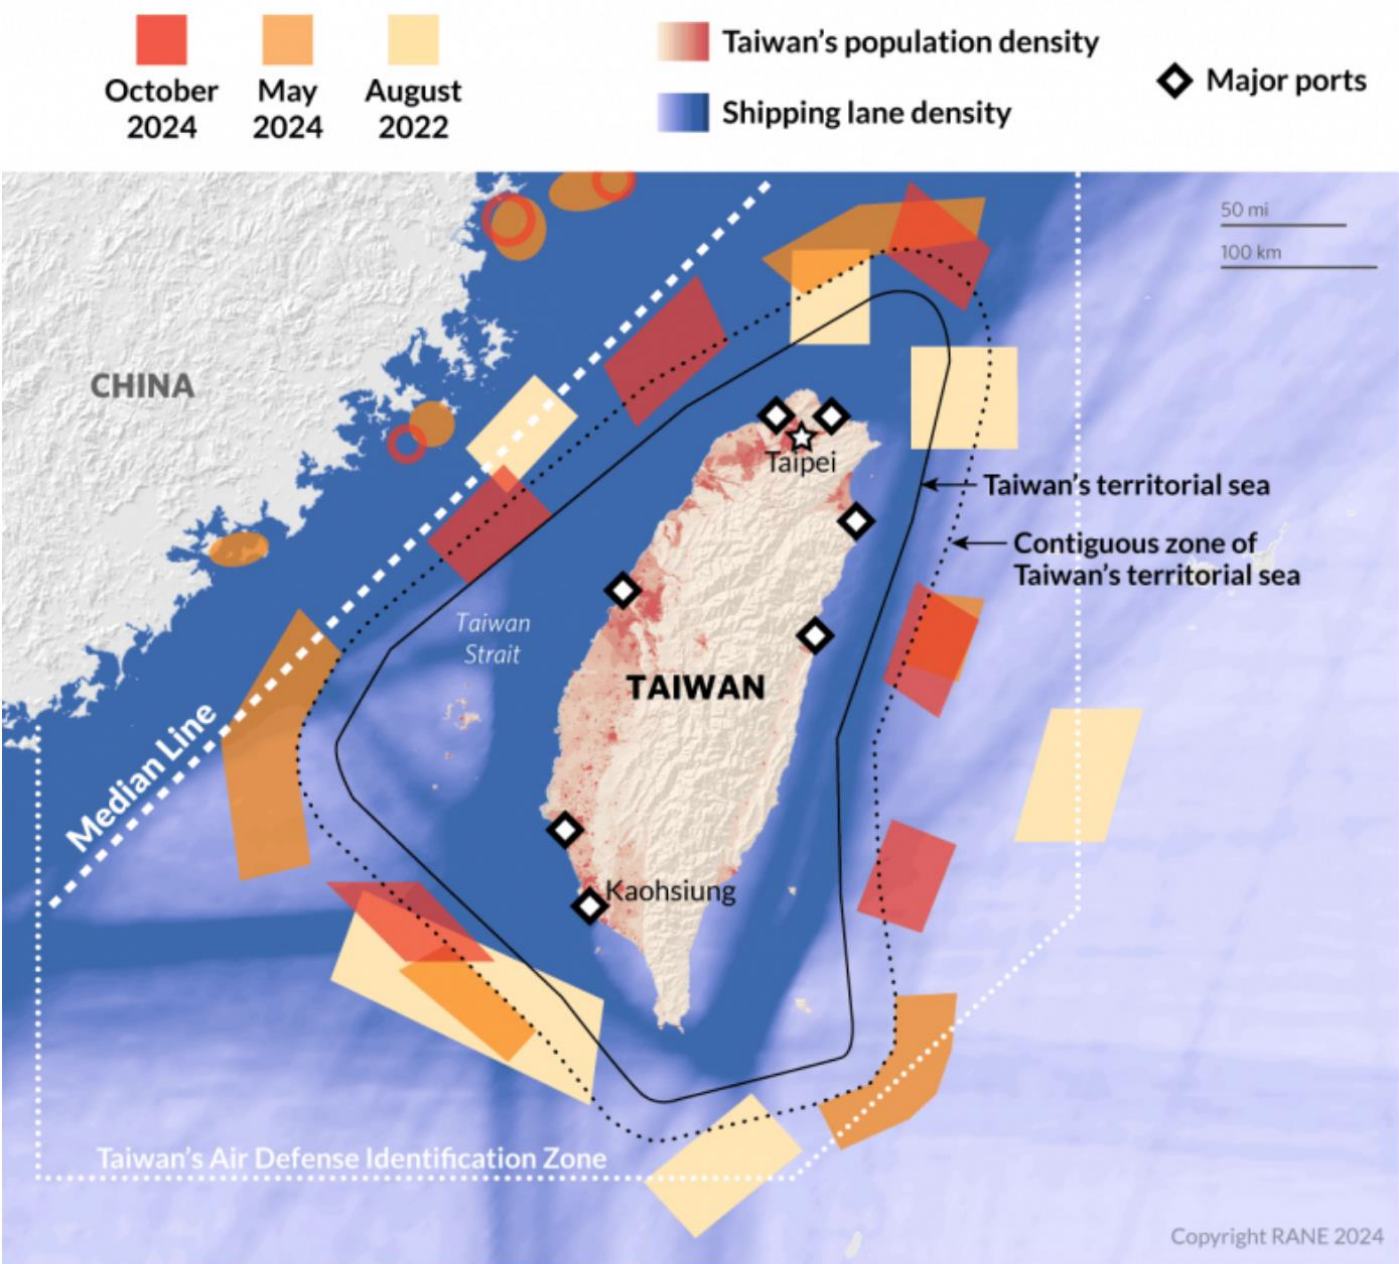 October
2024
May
2024
August
2022
Taiwan's population density
Shipping lane density
Major ports
50 mi
100 km
CHINA
Taipei
Taiwan's territorial sea
Contiguous zone of
Taiwan's territorial sea
Taiwan
Strait
TAIWAN
Median Line
Kaohsiung
Taiwan's Air Defense Identification Zone
Copyright RANE 2024